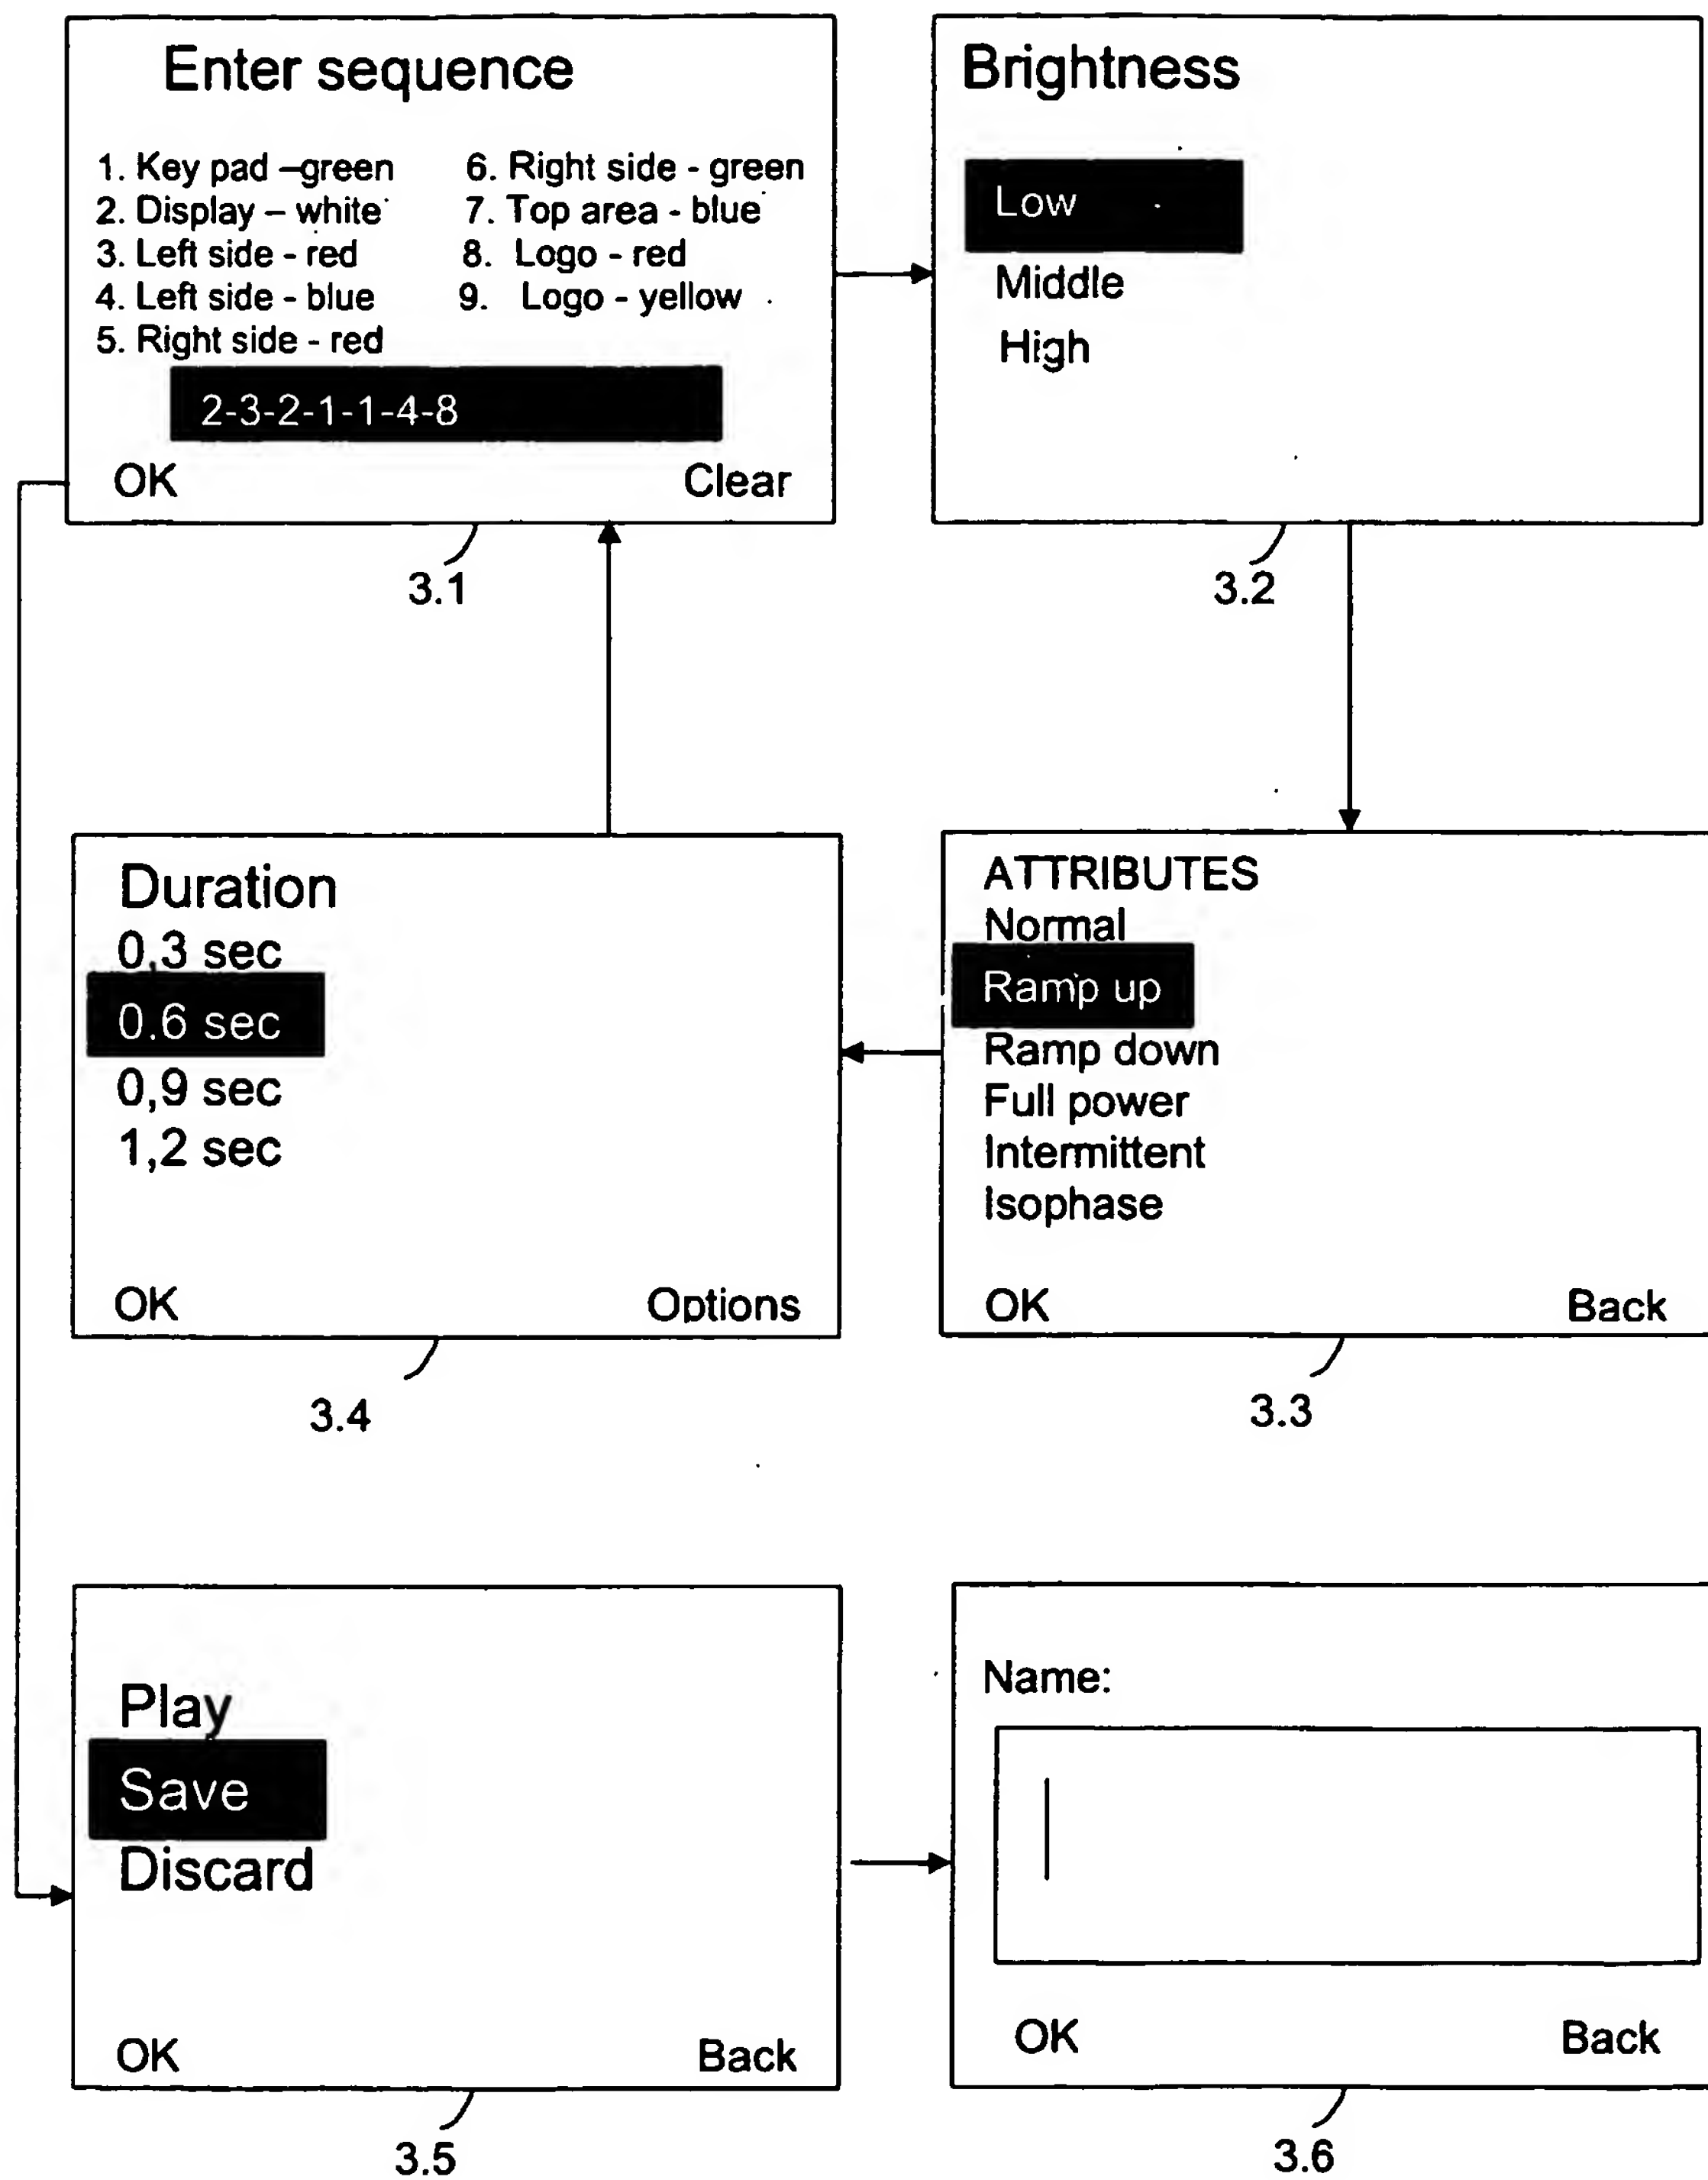 Enter sequence
1. Key pad –green
2. Display – white
3. Left side - red
4. Left side - blue
5. Right side - red
6. Right side - green
7. Top area - blue
8. Logo - red
9. Logo - yellow
2-3-2-1-1-4-8
OK Clear
3.1
Brightness
Low
Middle
High
3.2
Duration
0,3 sec
0.6 sec
0,9 sec
1,2 sec
OK Options
3.4
ATTRIBUTES
Normal
Ramp up
Ramp down
Full power
Intermittent
Isophase
OK Back
3.3
Play
Save
Discard
OK Back
3.5
Name:
OK Back
3.6